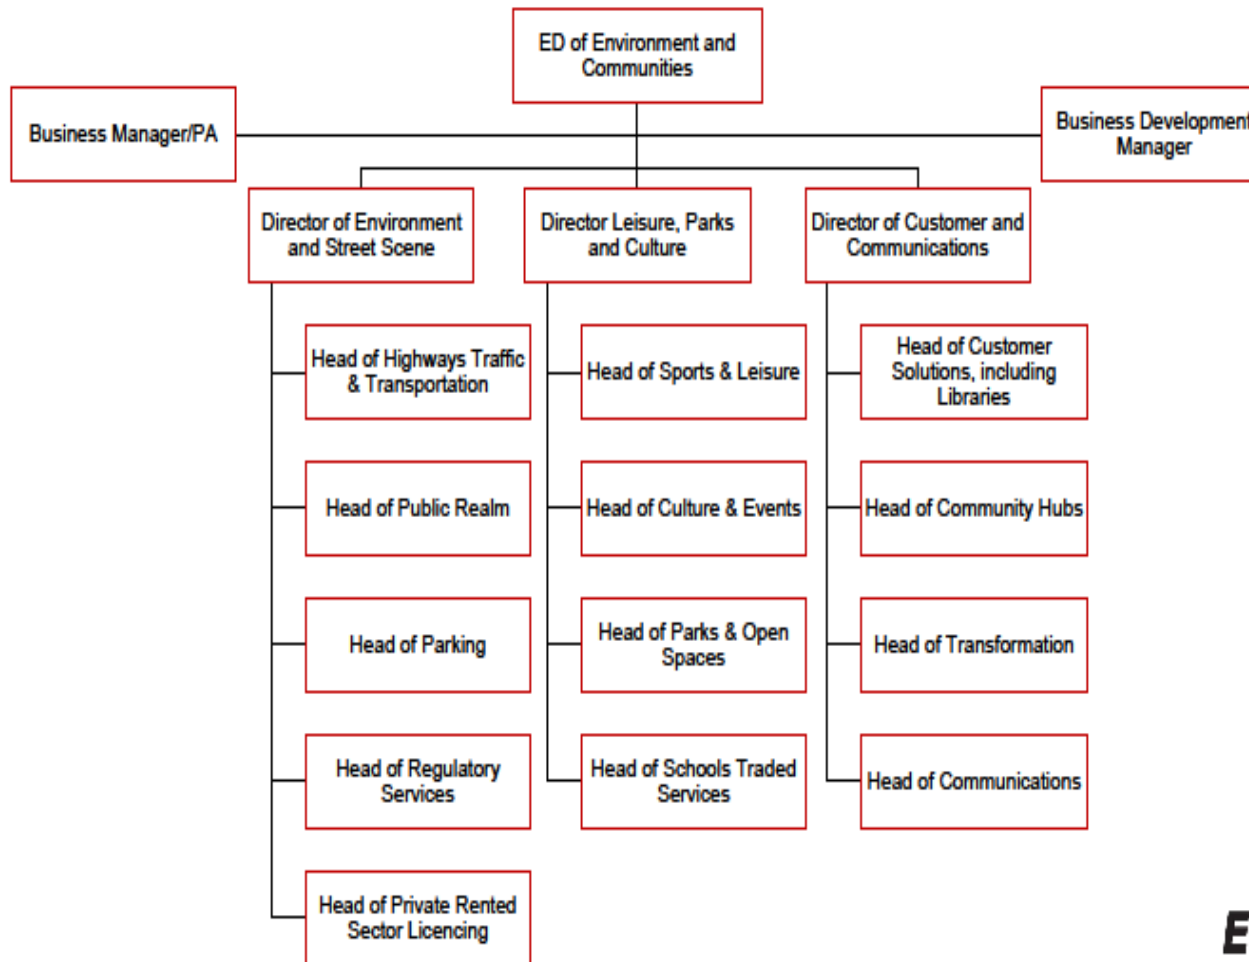 ED of Environment and
Communities
Business Manager/PA
Business Development
Manager
Director of Environment
and Street Scene
Director Leisure, Parks
and Culture
Director of Customer and
Communications
Head of Highways Traffic
& Transportation
Head of Public Realm
Head of Parking
Head of Regulatory
Services
Head of Private Rented
Sector Licencing
Head of Sports & Leisure
Head of Culture & Events
Head of Parks & Open
Spaces
Head of Schools Traded
Services
Head of Customer
Solutions, including
Libraries
Head of Community Hubs
Head of Transformation
Head of Communications
E